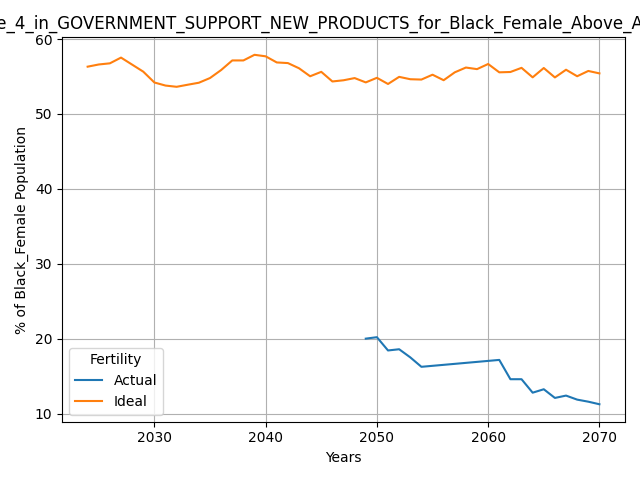 e_4_in_GOVERNMENT_SUPPORT_NEW_PRODUCTS_for_Black_Female_Above_A
60
50
40
30
20
10
% of Black_Female Population
Fertility
Actual
Ideal
2030 2040 2050 2060 2070
Years